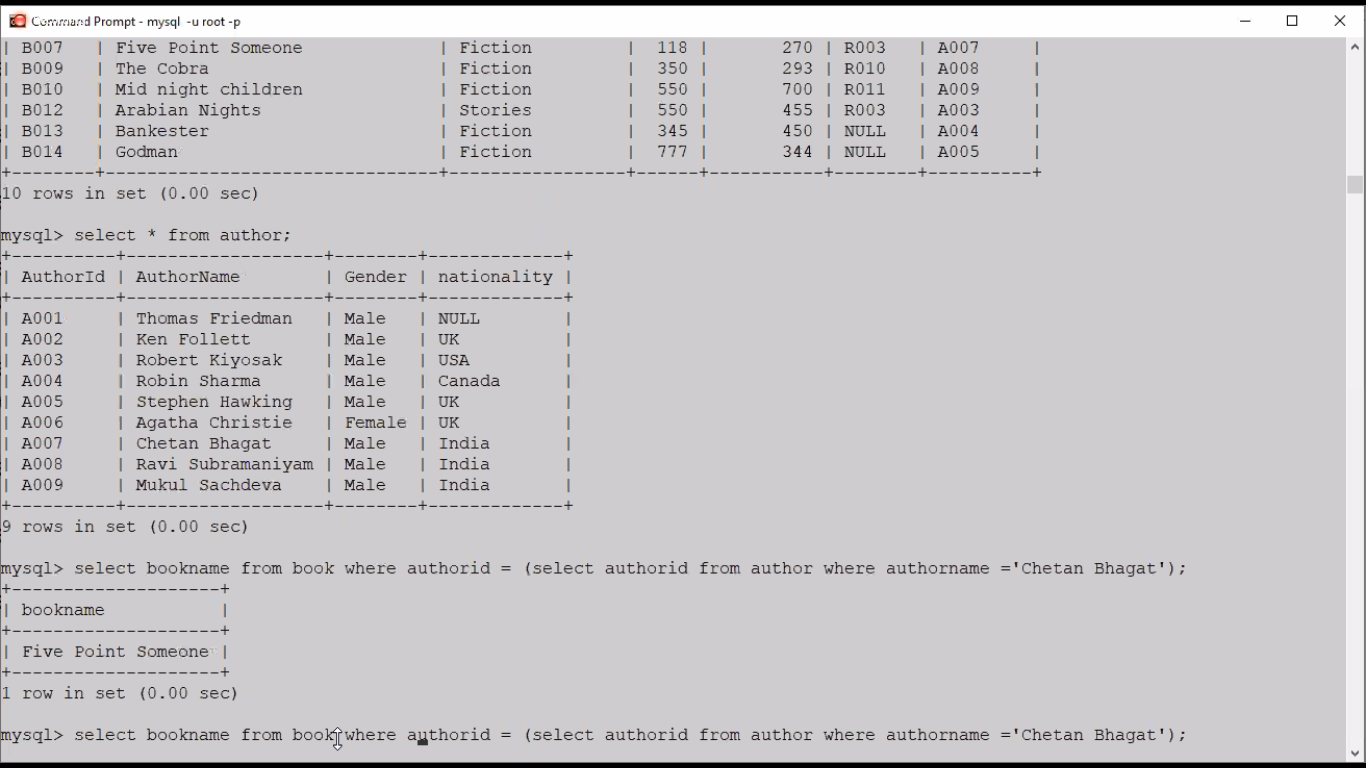 Command Prompt - mysql -u root -p
| B007 | Five Point Someone | Fiction | 118 | 270 | R003 | A007 |
| B009 | The Cobra | Fiction | 350 | 293 | R010 | A008 |
| B010 | Mid night children | Fiction | 550 | 700 | R011 | A009 |
| B012 | Arabian Nights | Stories | 550 | 455 | R003 | A003 |
| B013 | Bankester | Fiction | 345 | 450 | NULL | A004 |
| B014 | Godman | Fiction | 777 | 344 | NULL | A005 |
+--------+--------------------------------+-----------------+------+-----------+--------+----------+
10 rows in set (0.00 sec)
mysql> select * from author;
+----------+-------------------+--------+-------------+
| AuthorId | AuthorName | Gender | nationality |
+----------+-------------------+--------+-------------+
| A001 | Thomas Friedman | Male | NULL |
| A002 | Ken Follett | Male | UK |
| A003 | Robert Kiyosak | Male | USA |
| A004 | Robin Sharma | Male | Canada |
| A005 | Stephen Hawking | Male | UK |
| A006 | Agatha Christie | Female | UK |
| A007 | Chetan Bhagat | Male | India |
| A008 | Ravi Subramaniyam | Male | India |
| A009 | Mukul Sachdeva | Male | India |
+----------+-------------------+--------+-------------+
9 rows in set (0.00 sec)
mysql> select bookname from book where authorid = (select authorid from author where authorname ='Chetan Bhagat');
+--------------------+
| bookname |
+--------------------+
| Five Point Someone |
+--------------------+
1 row in set (0.00 sec)
mysql> select bookname from book where authorid = (select authorid from author where authorname ='Chetan Bhagat');